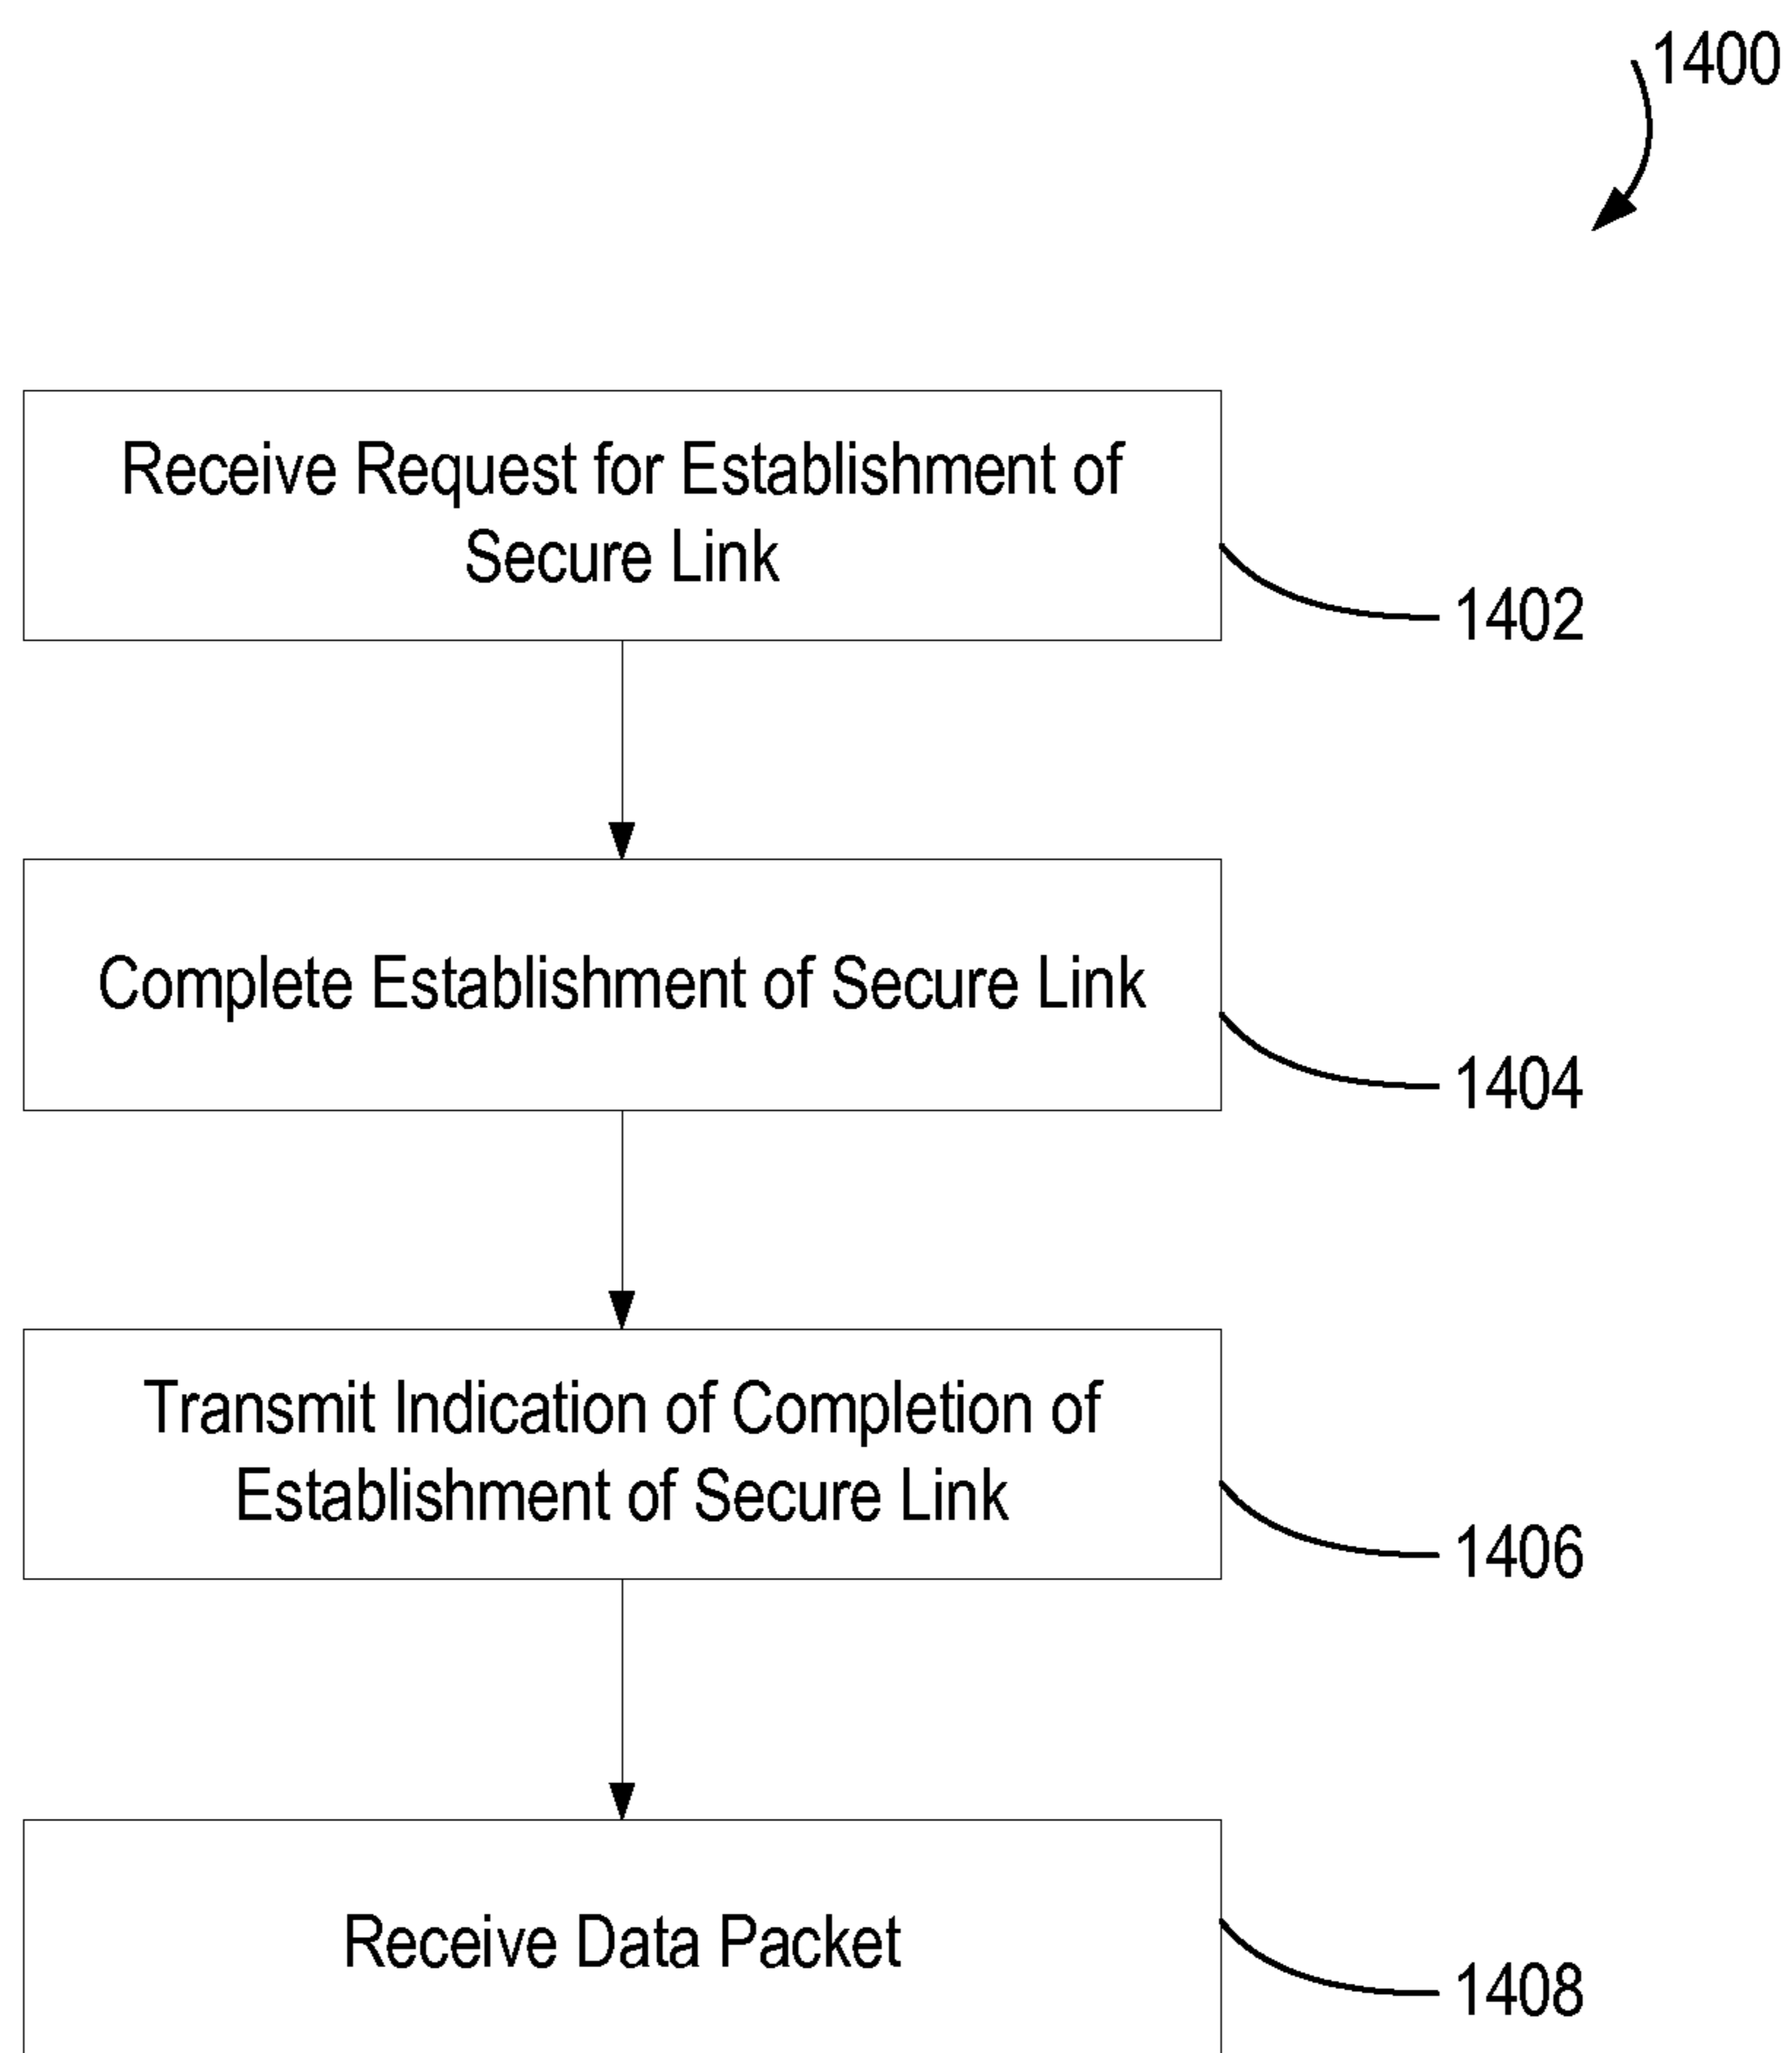 1400
Receive Request for Establishment of
Secure Link
1402
Complete Establishment of Secure Link
1404
Transmit Indication of Completion of
Establishment of Secure Link
1406
Receive Data Packet
1408